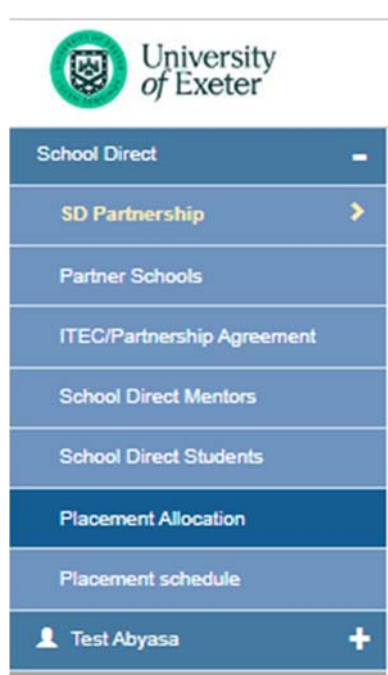 University
of Exeter
School Direct
SD Partnership
Partner Schools
ITEC/Partnership Agreement
School Direct Mentors
School Direct Students
Placement Allocation
Placement schedule
Test Abyasa